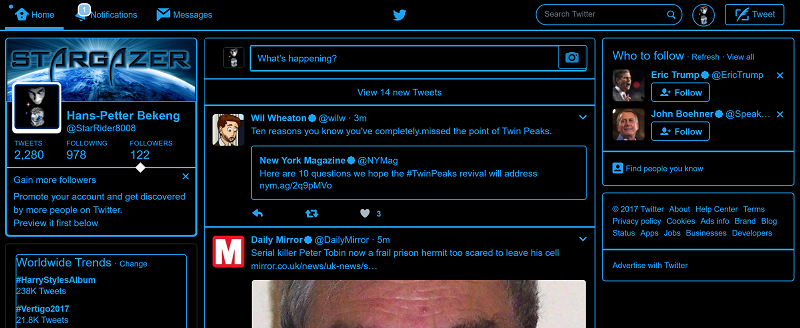 Home
1
Notifications
Messages
Search Twitter
Tweet
STARGAZER
Hans-Petter Bekeng
@StarRider8008
TWEETS FOLLOWING FOLLOWERS
2,280 978 122
Gain more followers
Promote your account and get discovered
by more people on Twitter.
Preview it first below
Worldwide Trends · Change
#HarryStylesAlbum
238K Tweets
#Vertigo2017
21.8K Tweets
What's happening?
View 14 new Tweets
Wil Wheaton @wilw · 3m
Ten reasons you know you've completely.missed the point of Twin Peaks.
New York Magazine @NYMag
Here are 10 questions we hope the #TwinPeaks revival will address
nym.ag/2q9pMVo
3
Daily Mirror @DailyMirror · 5m
Serial killer Peter Tobin now a frail prison hermit too scared to leave his cell
mirror.co.uk/news/uk-news/s…
M
Who to follow · Refresh · View all
Eric Trump @EricTrump
Follow
John Boehner @Speak...
Follow
Find people you know
© 2017 Twitter About Help Center Terms
Privacy policy Cookies Ads info Brand Blog
Status Apps Jobs Businesses Developers
Advertise with Twitter